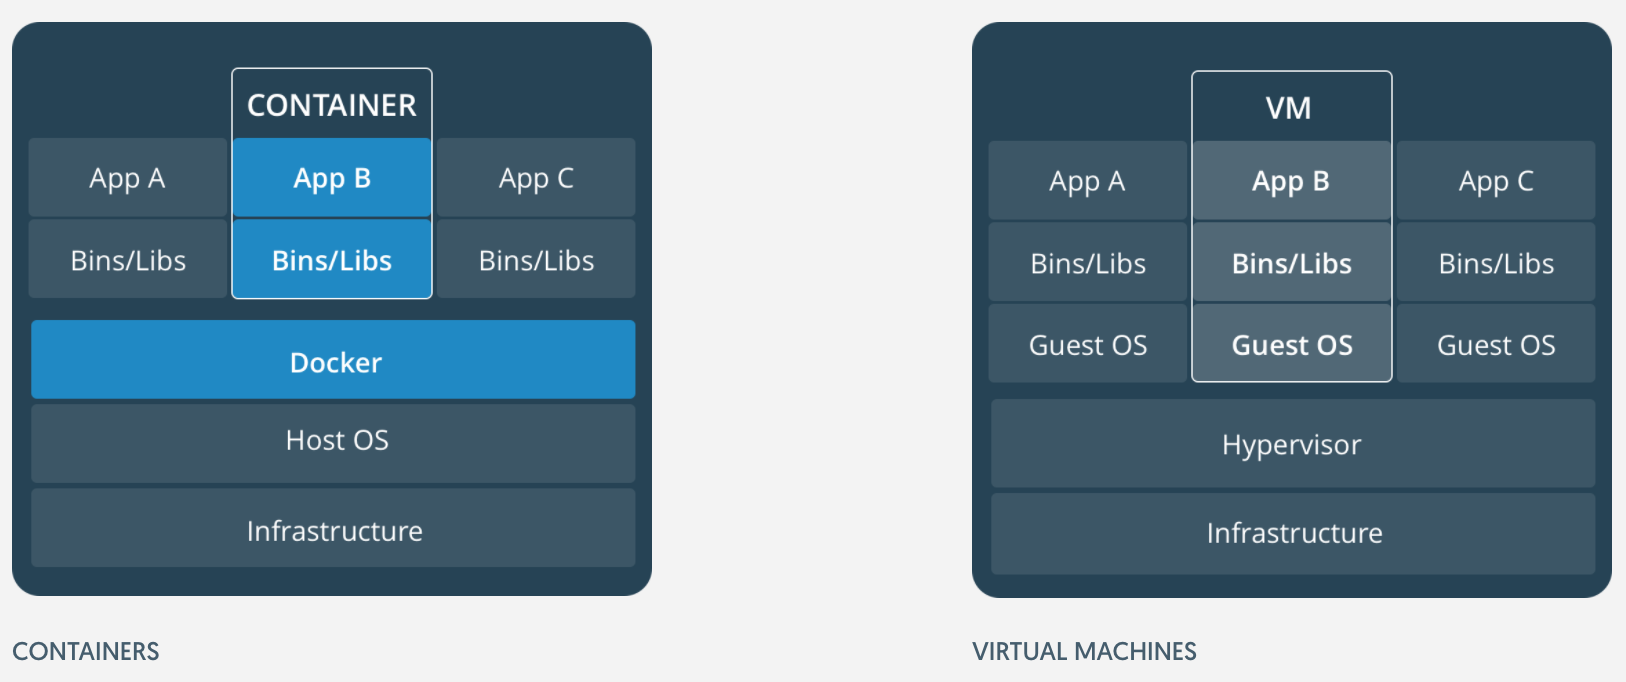 CONTAINER
App A
App B
App C
Bins/Libs
Bins/Libs
Bins/Libs
Docker
Host OS
Infrastructure
CONTAINERS
VM
App A
App B
App C
Bins/Libs
Bins/Libs
Bins/Libs
Guest OS
Guest OS
Guest OS
Hypervisor
Infrastructure
VIRTUAL MACHINES